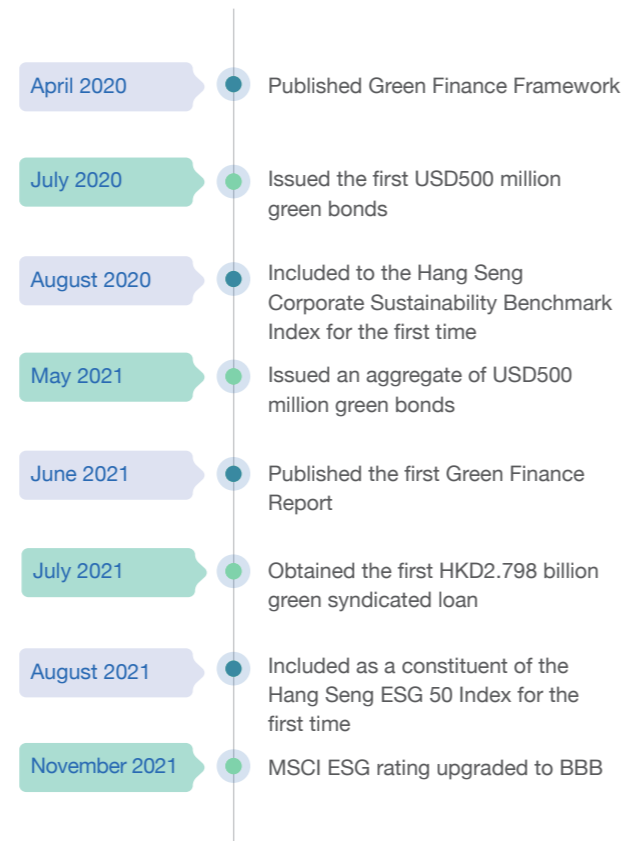 April 2020
Published Green Finance Framework
July 2020
Issued the first USD500 million
green bonds
August 2020
Included to the Hang Seng
Corporate Sustainability Benchmark
Index for the first time
May 2021
Issued an aggregate of USD500
million green bonds
June 2021
Published the first Green Finance
Report
July 2021
Obtained the first HKD2.798 billion
green syndicated loan
August 2021
Included as a constituent of the
Hang Seng ESG 50 Index for the
first time
November 2021
MSCI ESG rating upgraded to BBB